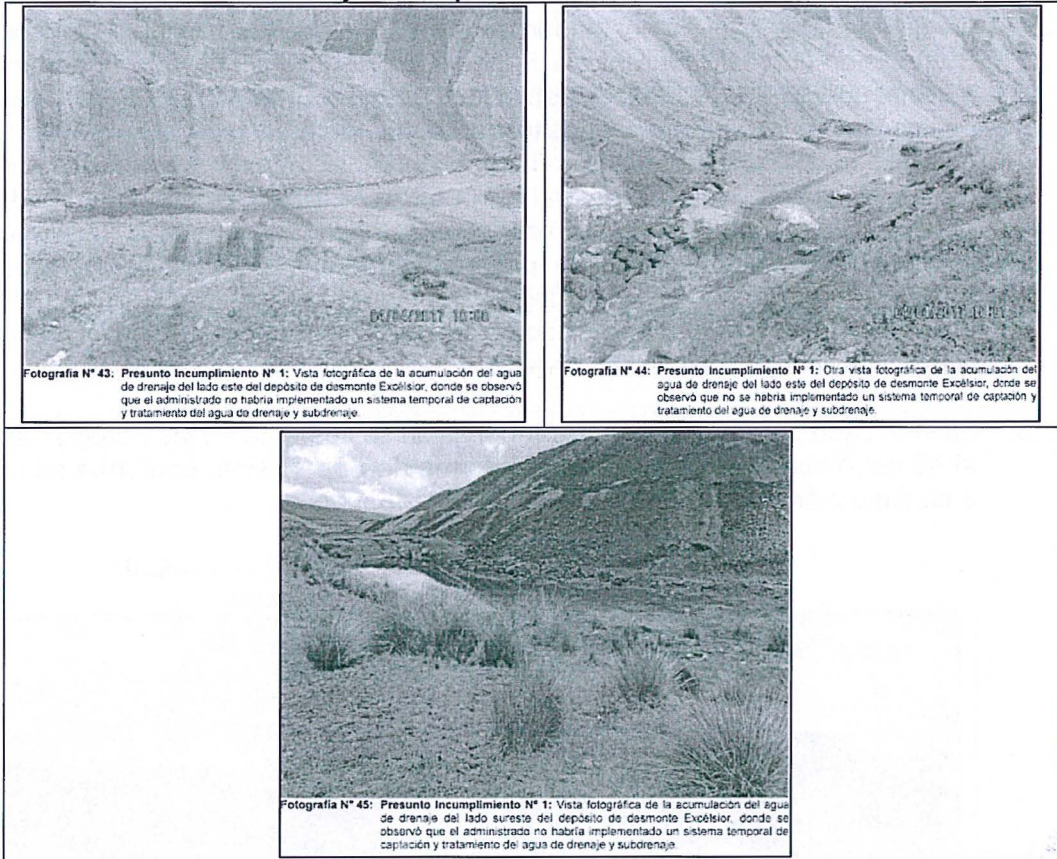 04/04/2017 10:00
Fotografía N° 43: Presunto Incumplimiento N° 1: Vista fotográfica de la acumulación del agua
de drenaje del lado este del depósito de desmonte Excélsior, donde se observó
que el administrado no habría implementado un sistema temporal de captación
y tratamiento del agua de drenaje y subdrenaje.
Fotografía N° 44: Presunto Incumplimiento N° 1: Otra vista fotográfica de la acumulación del
agua de drenaje del lado este del depósito de desmonte Excélsior, donde se
observó que no se habría implementado un sistema temporal de captación y
tratamiento del agua de drenaje y subdrenaje.
Fotografía N° 45: Presunto Incumplimiento N° 1: Vista fotográfica de la acumulación del agua
de drenaje del lado sureste del depósito de desmonte Excélsior, donde se
observó que el administrado no habría implementado un sistema temporal de
captación y tratamiento del agua de drenaje y subdrenaje.